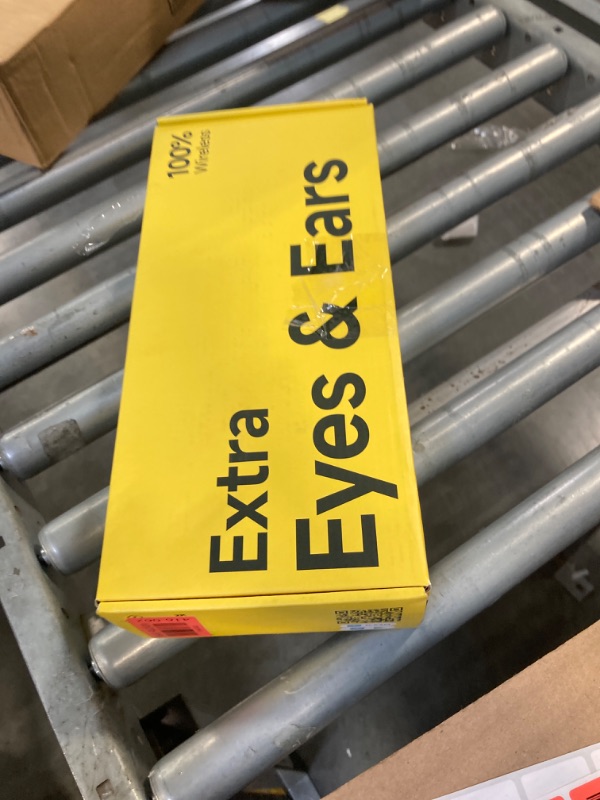 100%
Wireless
Extra
Eyes & Ears